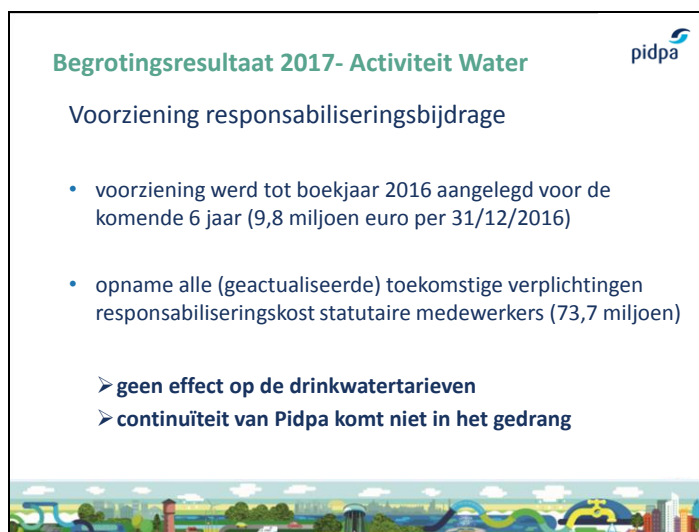 Begrotingsresultaat 2017- Activiteit Water
pidpa
Voorziening responsabiliseringsbijdrage
• voorziening werd tot boekjaar 2016 aangelegd voor de
komende 6 jaar (9,8 miljoen euro per 31/12/2016)
• opname alle (geactualiseerde) toekomstige verplichtingen
responsabiliseringskost statutaire medewerkers (73,7 miljoen)
➢ geen effect op de drinkwatertarieven
➢ continuïteit van Pidpa komt niet in het gedrang